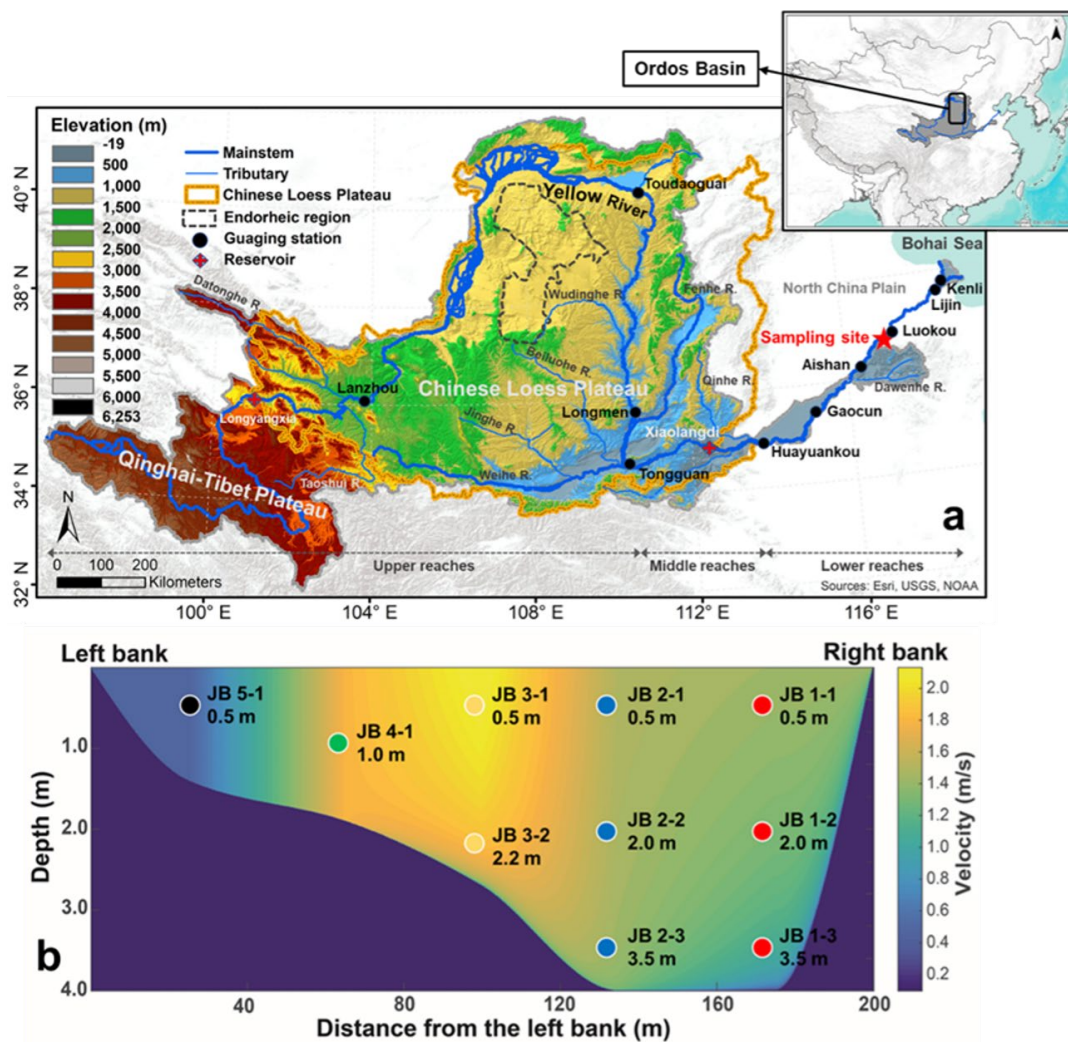 Ordos Basin
Elevation (m)
-19
500
1,000
1,500
2,000
2,500
3,000
3,500
4,000
4,500
5,000
5,500
6,000
6,253
Mainstem
Tributary
Chinese Loess Plateau
Endorheic region
Guaging station
Reservoir
40° N
38° N
36° N
34° N
32° N
Yellow River
Toudaoguai
Bohai Sea
Kenli
Lijin
North China Plain
Luokou
Sampling site
Aishan
Dawenhe R.
Gaocun
Huayuankou
Datonghe R.
Wudinghe R.
Fenhe R.
Beiluohe R.
Qinhe R.
Lanzhou
Chinese Loess Plateau
Longyangxia
Longmen
Jinghe R.
Xiaolangdi
Weihe R.
Tongguan
Taoshui R.
Qinghai-Tibet Plateau
N
a
0 100 200
Kilometers
Upper reaches
Middle reaches
Lower reaches
Sources: Esri, USGS, NOAA
100° E
104° E
108° E
112° E
116° E
Left bank
Right bank
JB 5-1
0.5 m
JB 4-1
1.0 m
JB 3-1
0.5 m
JB 2-1
0.5 m
JB 1-1
0.5 m
JB 3-2
2.2 m
JB 2-2
2.0 m
JB 1-2
2.0 m
JB 2-3
3.5 m
JB 1-3
3.5 m
b
Depth (m)
1.0
2.0
3.0
4.0
40
80
120
160
200
Distance from the left bank (m)
2.0
1.8
1.6
1.4
1.2
1.0
0.8
0.6
0.4
0.2
Velocity (m/s)